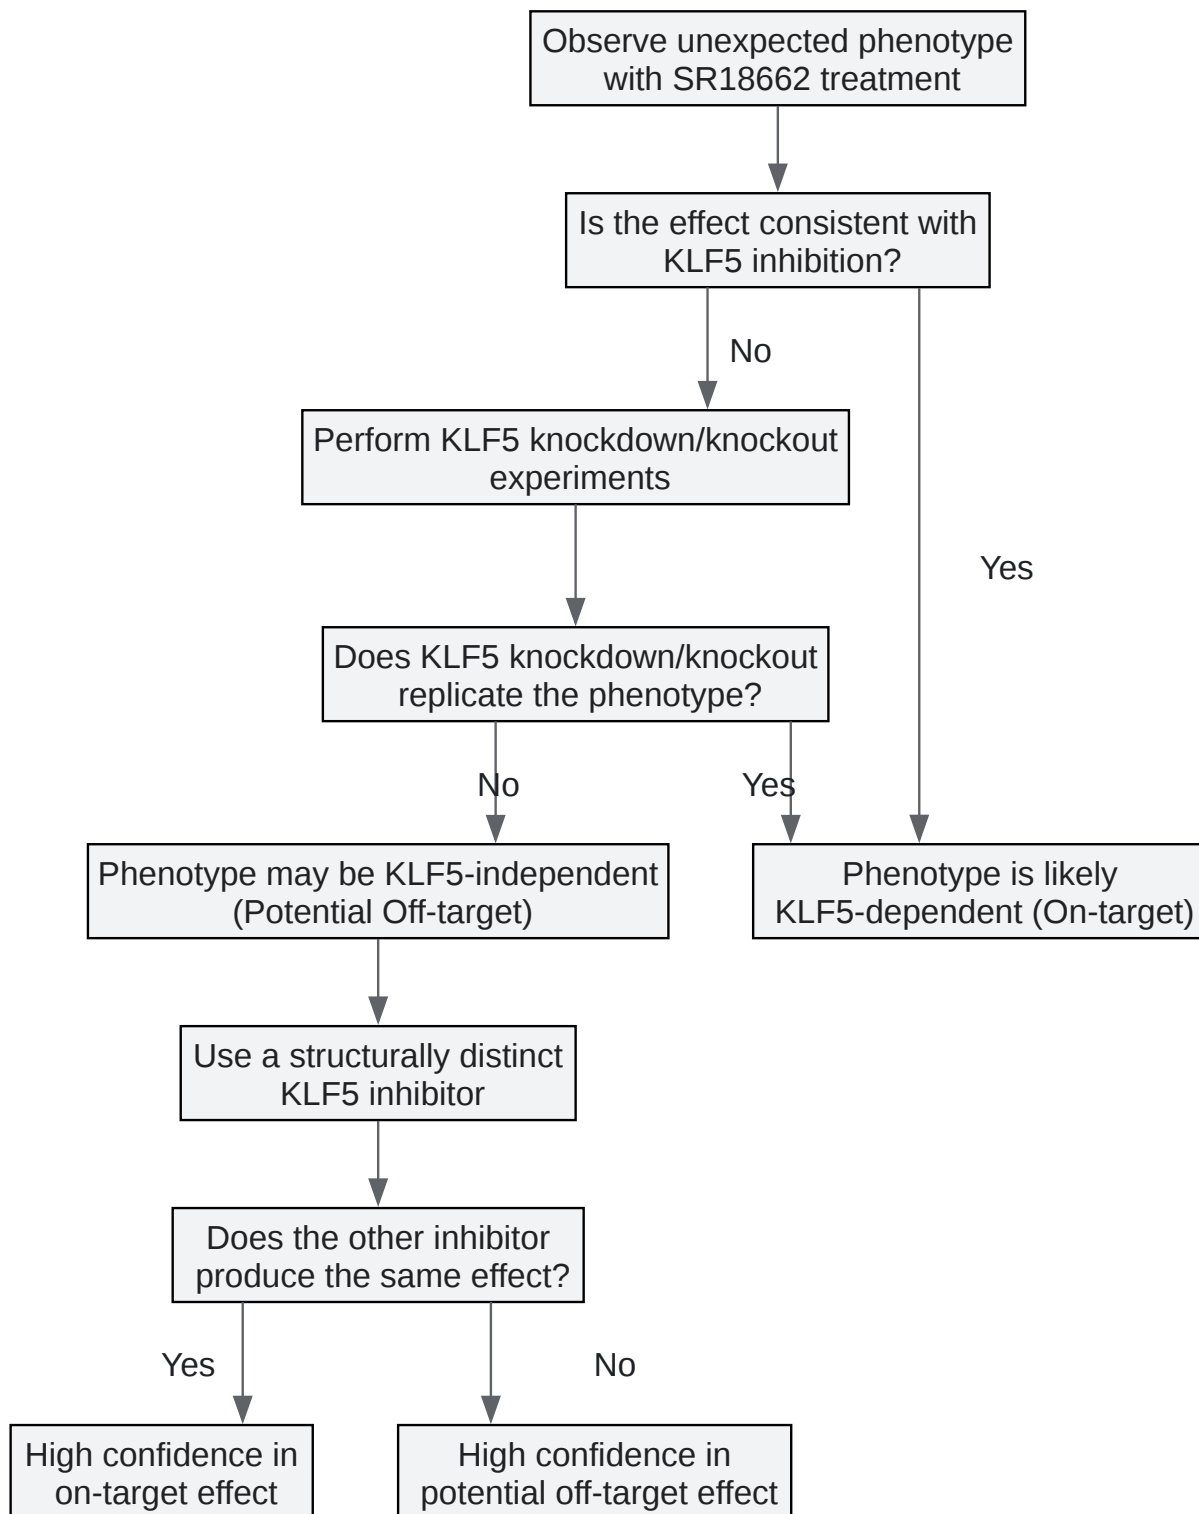 Observe unexpected phenotype
with SR18662 treatment
Is the effect consistent with
KLF5 inhibition?
No
Perform KLF5 knockdown/knockout
experiments
Yes
Does KLF5 knockdown/knockout
replicate the phenotype?
No
Yes
Phenotype may be KLF5-independent
(Potential Off-target)
Phenotype is likely
KLF5-dependent (On-target)
Use a structurally distinct
KLF5 inhibitor
Does the other inhibitor
produce the same effect?
Yes
No
High confidence in
on-target effect
High confidence in
potential off-target effect